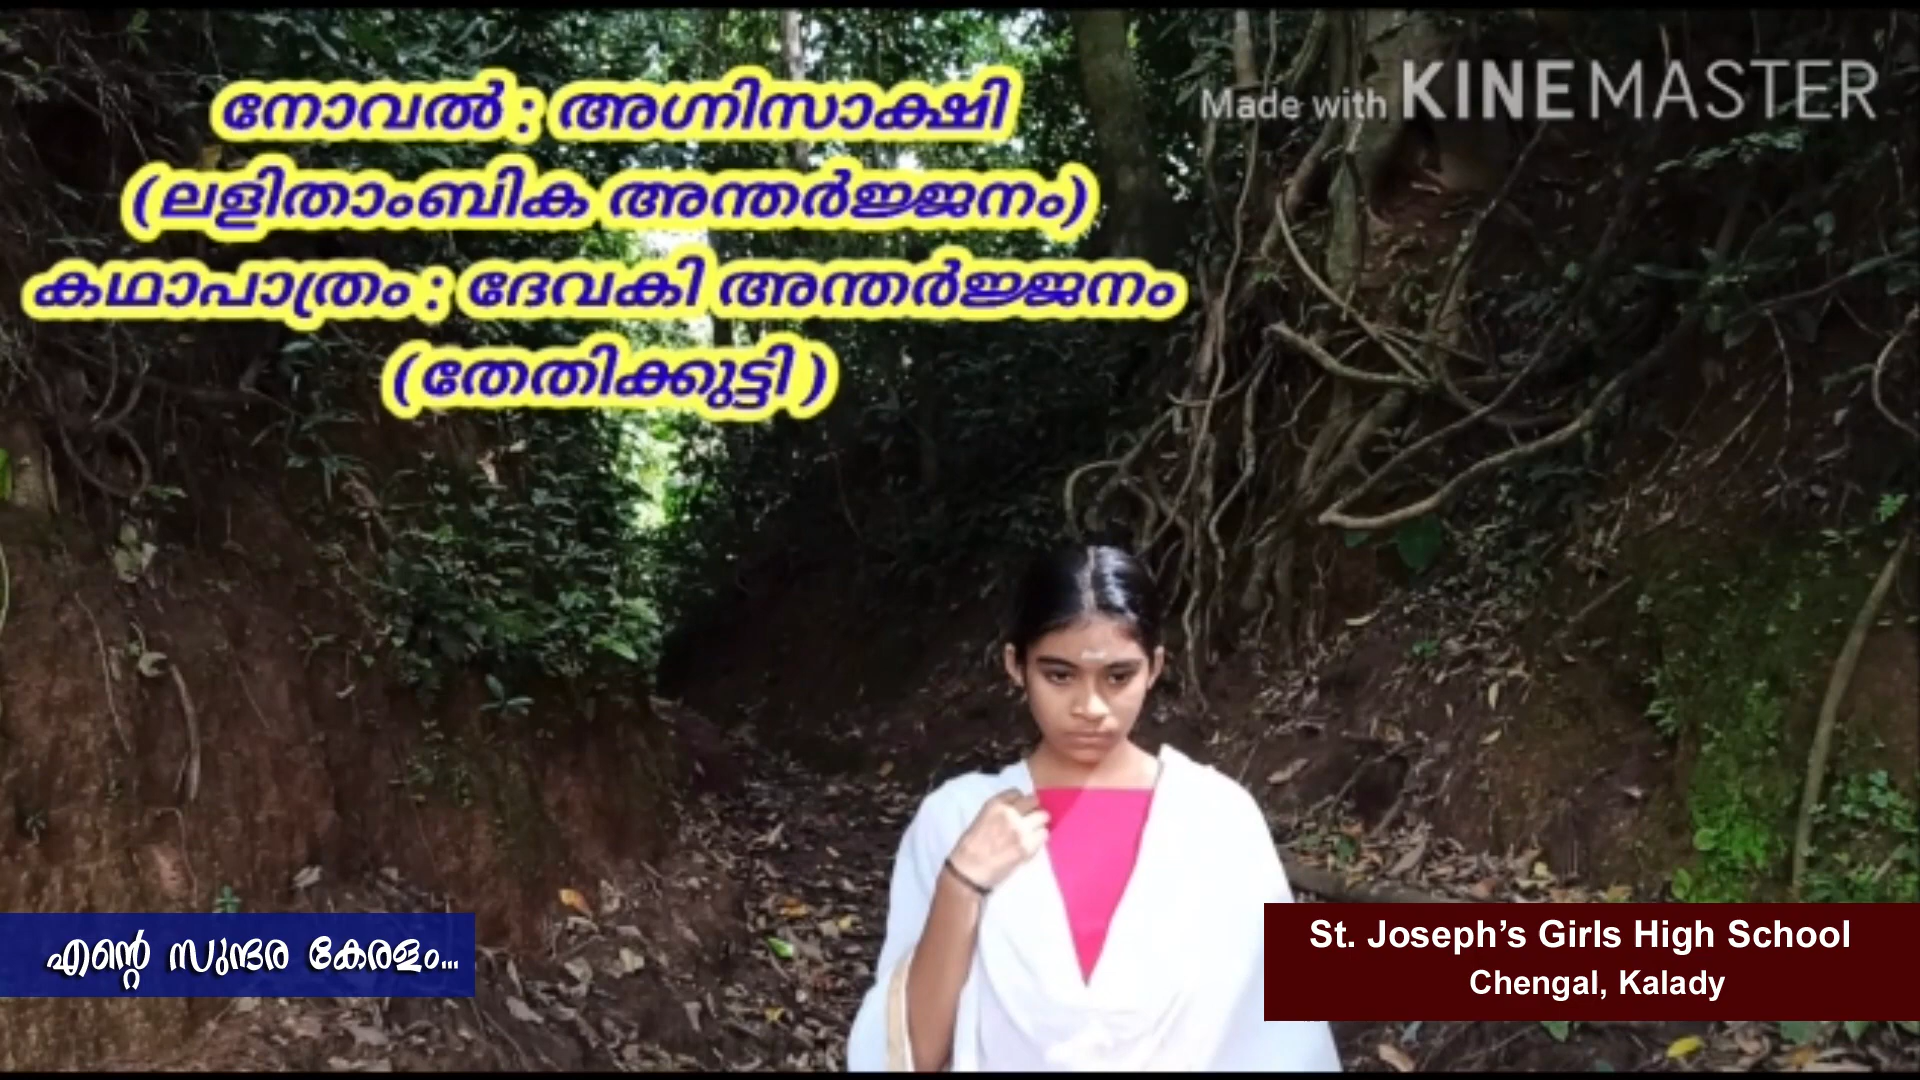 നോവൽ : അഗ്നിസാക്ഷി
Made with KINEMASTER
(ലളിതാംബിക അന്തർജ്ജനം)
കഥാപാത്രം : ദേവകി അന്തർജ്ജനം
(തേതിക്കുട്ടി )
എന്റെ സുന്ദര കേരളം...
St. Joseph’s Girls High School
Chengal, Kalady